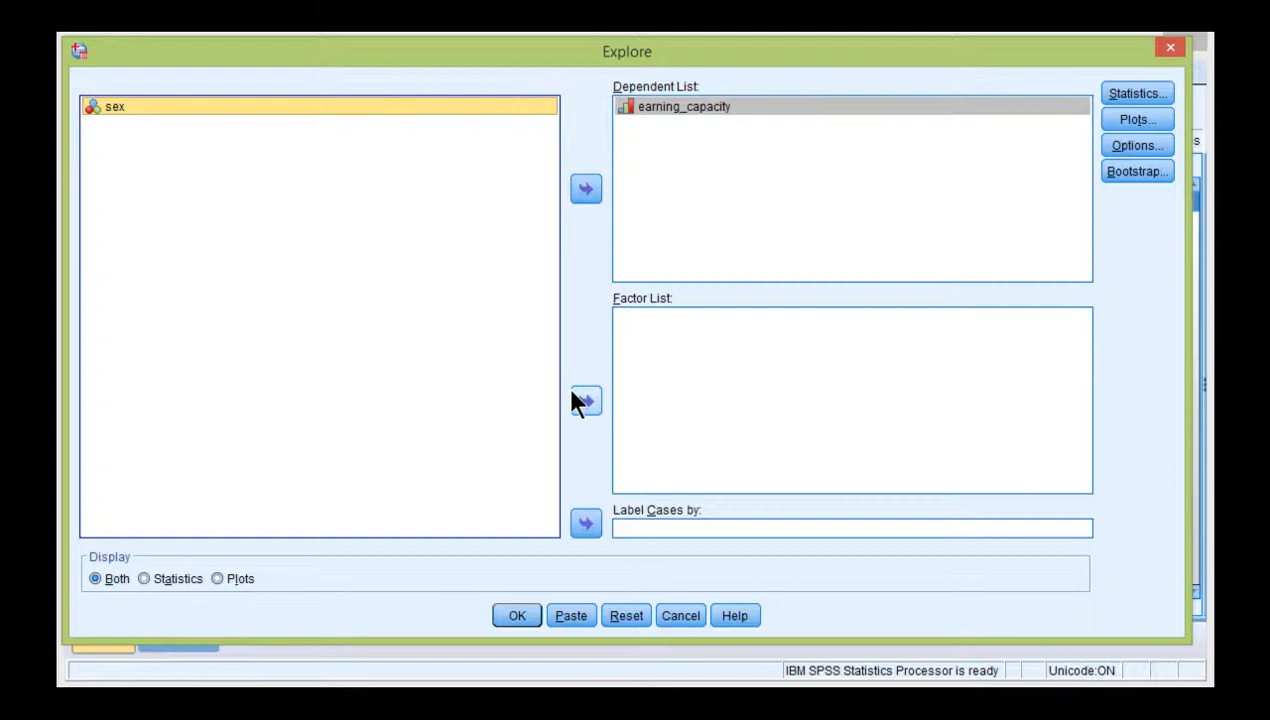 Explore
Dependent List:
sex
earning_capacity
Statistics...
Plots...
Options...
Bootstrap...
s
Factor List:
Label Cases by:
Display
Both Statistics Plots
OK Paste Reset Cancel Help
IBM SPSS Statistics Processor is ready Unicode:ON